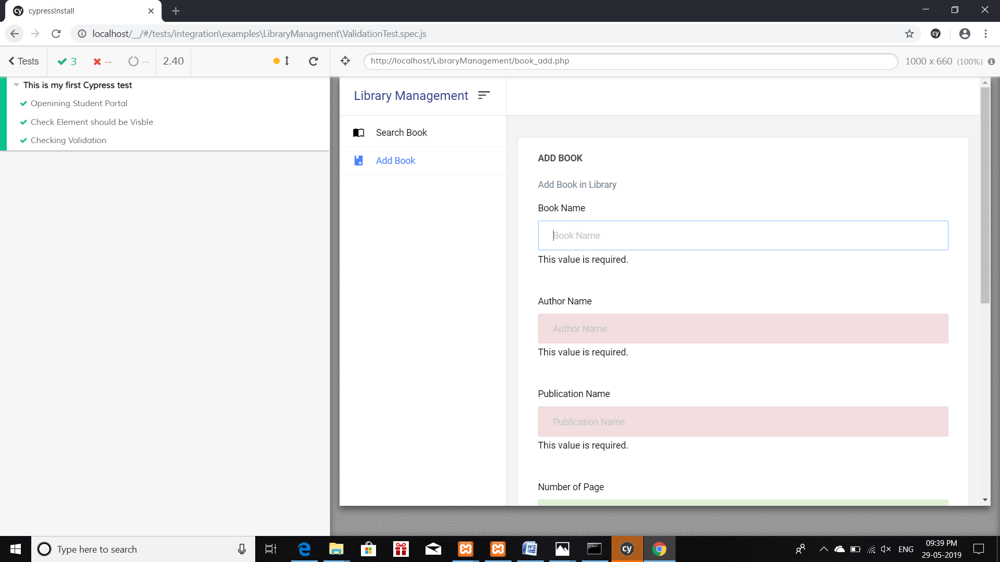 cypressInstall
localhost/__/#/tests/integration\examples\LibraryManagment\ValidationTest.spec.js
Tests 3 -- -- 2.40
http://localhost/LibraryManagement/book_add.php
1000 x 660 (100%)
This is my first Cypress test
Openining Student Portal
Check Element should be Visble
Checking Validation
Library Management
Search Book
Add Book
ADD BOOK
Add Book in Library
Book Name
Book Name
This value is required.
Author Name
Author Name
This value is required.
Publication Name
Publication Name
This value is required.
Number of Page
Type here to search
ENG
09:39 PM
29-05-2019